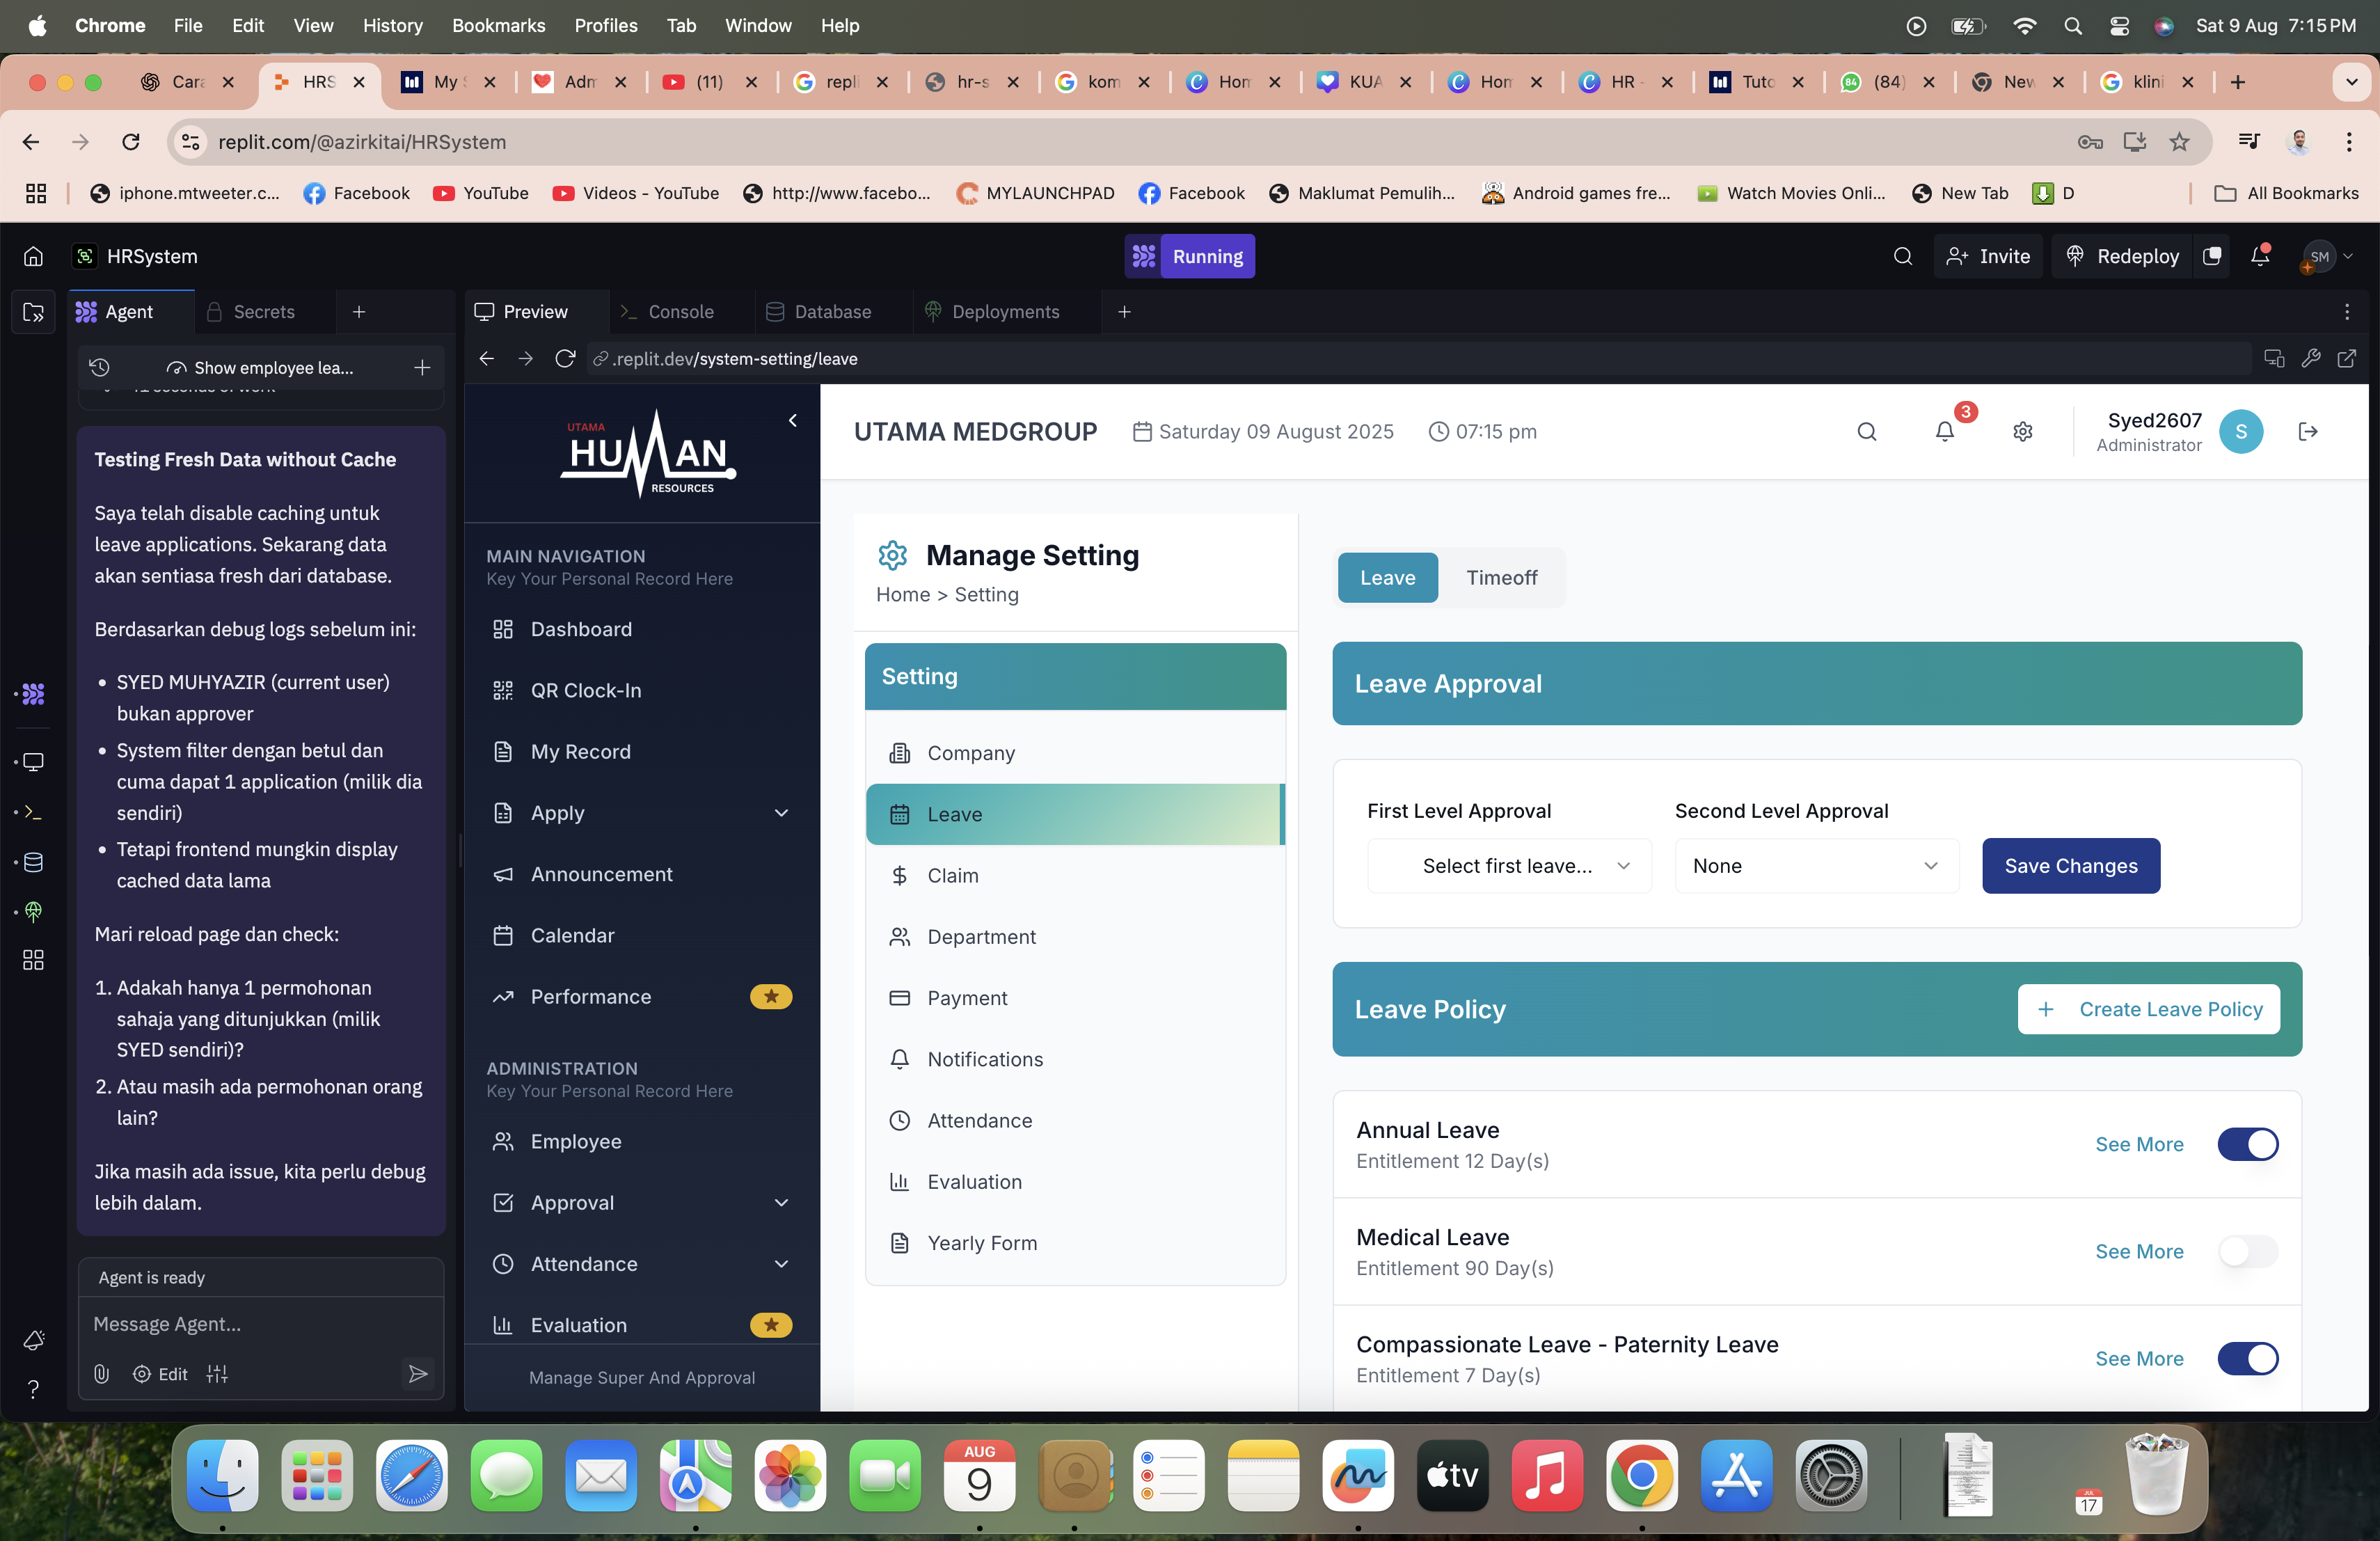 Chrome File Edit View History Bookmarks Profiles Tab Window Help Sat 9 Aug 7:15 PM
Cara HRS My S Adm (11) repli hr-s kom Hom KUA Hom HR - Tuto 84 (84) New klini
replit.com/@azirkitai/HRSystem
iphone.mtweeter.c... Facebook YouTube Videos - YouTube http://www.facebo... MYLAUNCHPAD Facebook Maklumat Pemulih... Android games fre... Watch Movies Onli... New Tab D All Bookmarks
HRSystem Running Invite Redeploy SM
Agent Secrets Preview Console Database Deployments
Show employee lea...
.replit.dev/system-setting/leave
Testing Fresh Data without Cache
Saya telah disable caching untuk
leave applications. Sekarang data
akan sentiasa fresh dari database.
Berdasarkan debug logs sebelum ini:
• SYED MUHYAZIR (current user)
bukan approver
• System filter dengan betul dan
cuma dapat 1 application (milik dia
sendiri)
• Tetapi frontend mungkin display
cached data lama
Mari reload page dan check:
1. Adakah hanya 1 permohonan
sahaja yang ditunjukkan (milik
SYED sendiri)?
2. Atau masih ada permohonan orang
lain?
Jika masih ada issue, kita perlu debug
lebih dalam.
Agent is ready
Message Agent...
Edit
?
UTAMA
HUMAN
RESOURCES
MAIN NAVIGATION
Key Your Personal Record Here
Dashboard
QR Clock-In
My Record
Apply
Announcement
Calendar
Performance
ADMINISTRATION
Key Your Personal Record Here
Employee
Approval
Attendance
Evaluation
Manage Super And Approval
UTAMA MEDGROUP Saturday 09 August 2025 07:15 pm
3
Syed2607
Administrator
S
Manage Setting
Home > Setting
Setting
Company
Leave
Claim
Department
Payment
Notifications
Attendance
Evaluation
Yearly Form
Leave Timeoff
Leave Approval
First Level Approval Second Level Approval
Select first leave... None Save Changes
Leave Policy + Create Leave Policy
Annual Leave
Entitlement 12 Day(s)
See More
Medical Leave
Entitlement 90 Day(s)
See More
Compassionate Leave - Paternity Leave
Entitlement 7 Day(s)
See More
AUG
9
tv
JUL
17